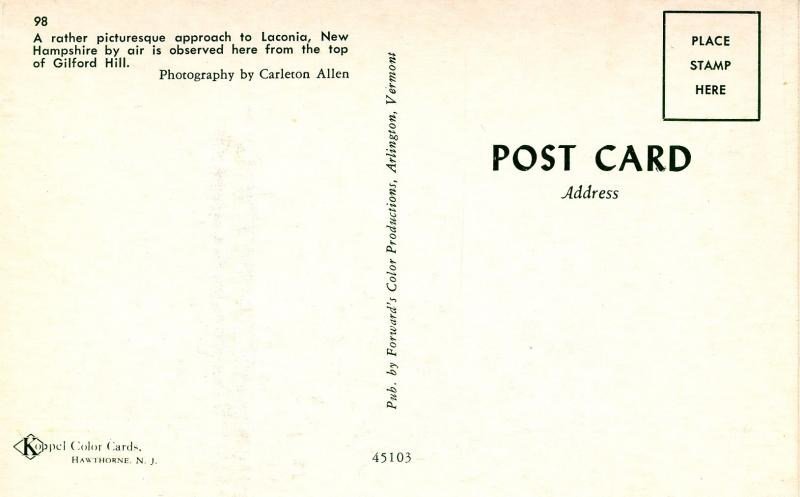 98
A rather picturesque approach to Laconia, New
Hampshire by air is observed here from the top
of Gilford Hill.
Photography by Carleton Allen
Pub. by Forward's Color Productions, Arlington, Vermont
PLACE
STAMP
HERE
POST CARD
Address
Koppel Color Cards,
HAWTHORNE, N. J.
45103